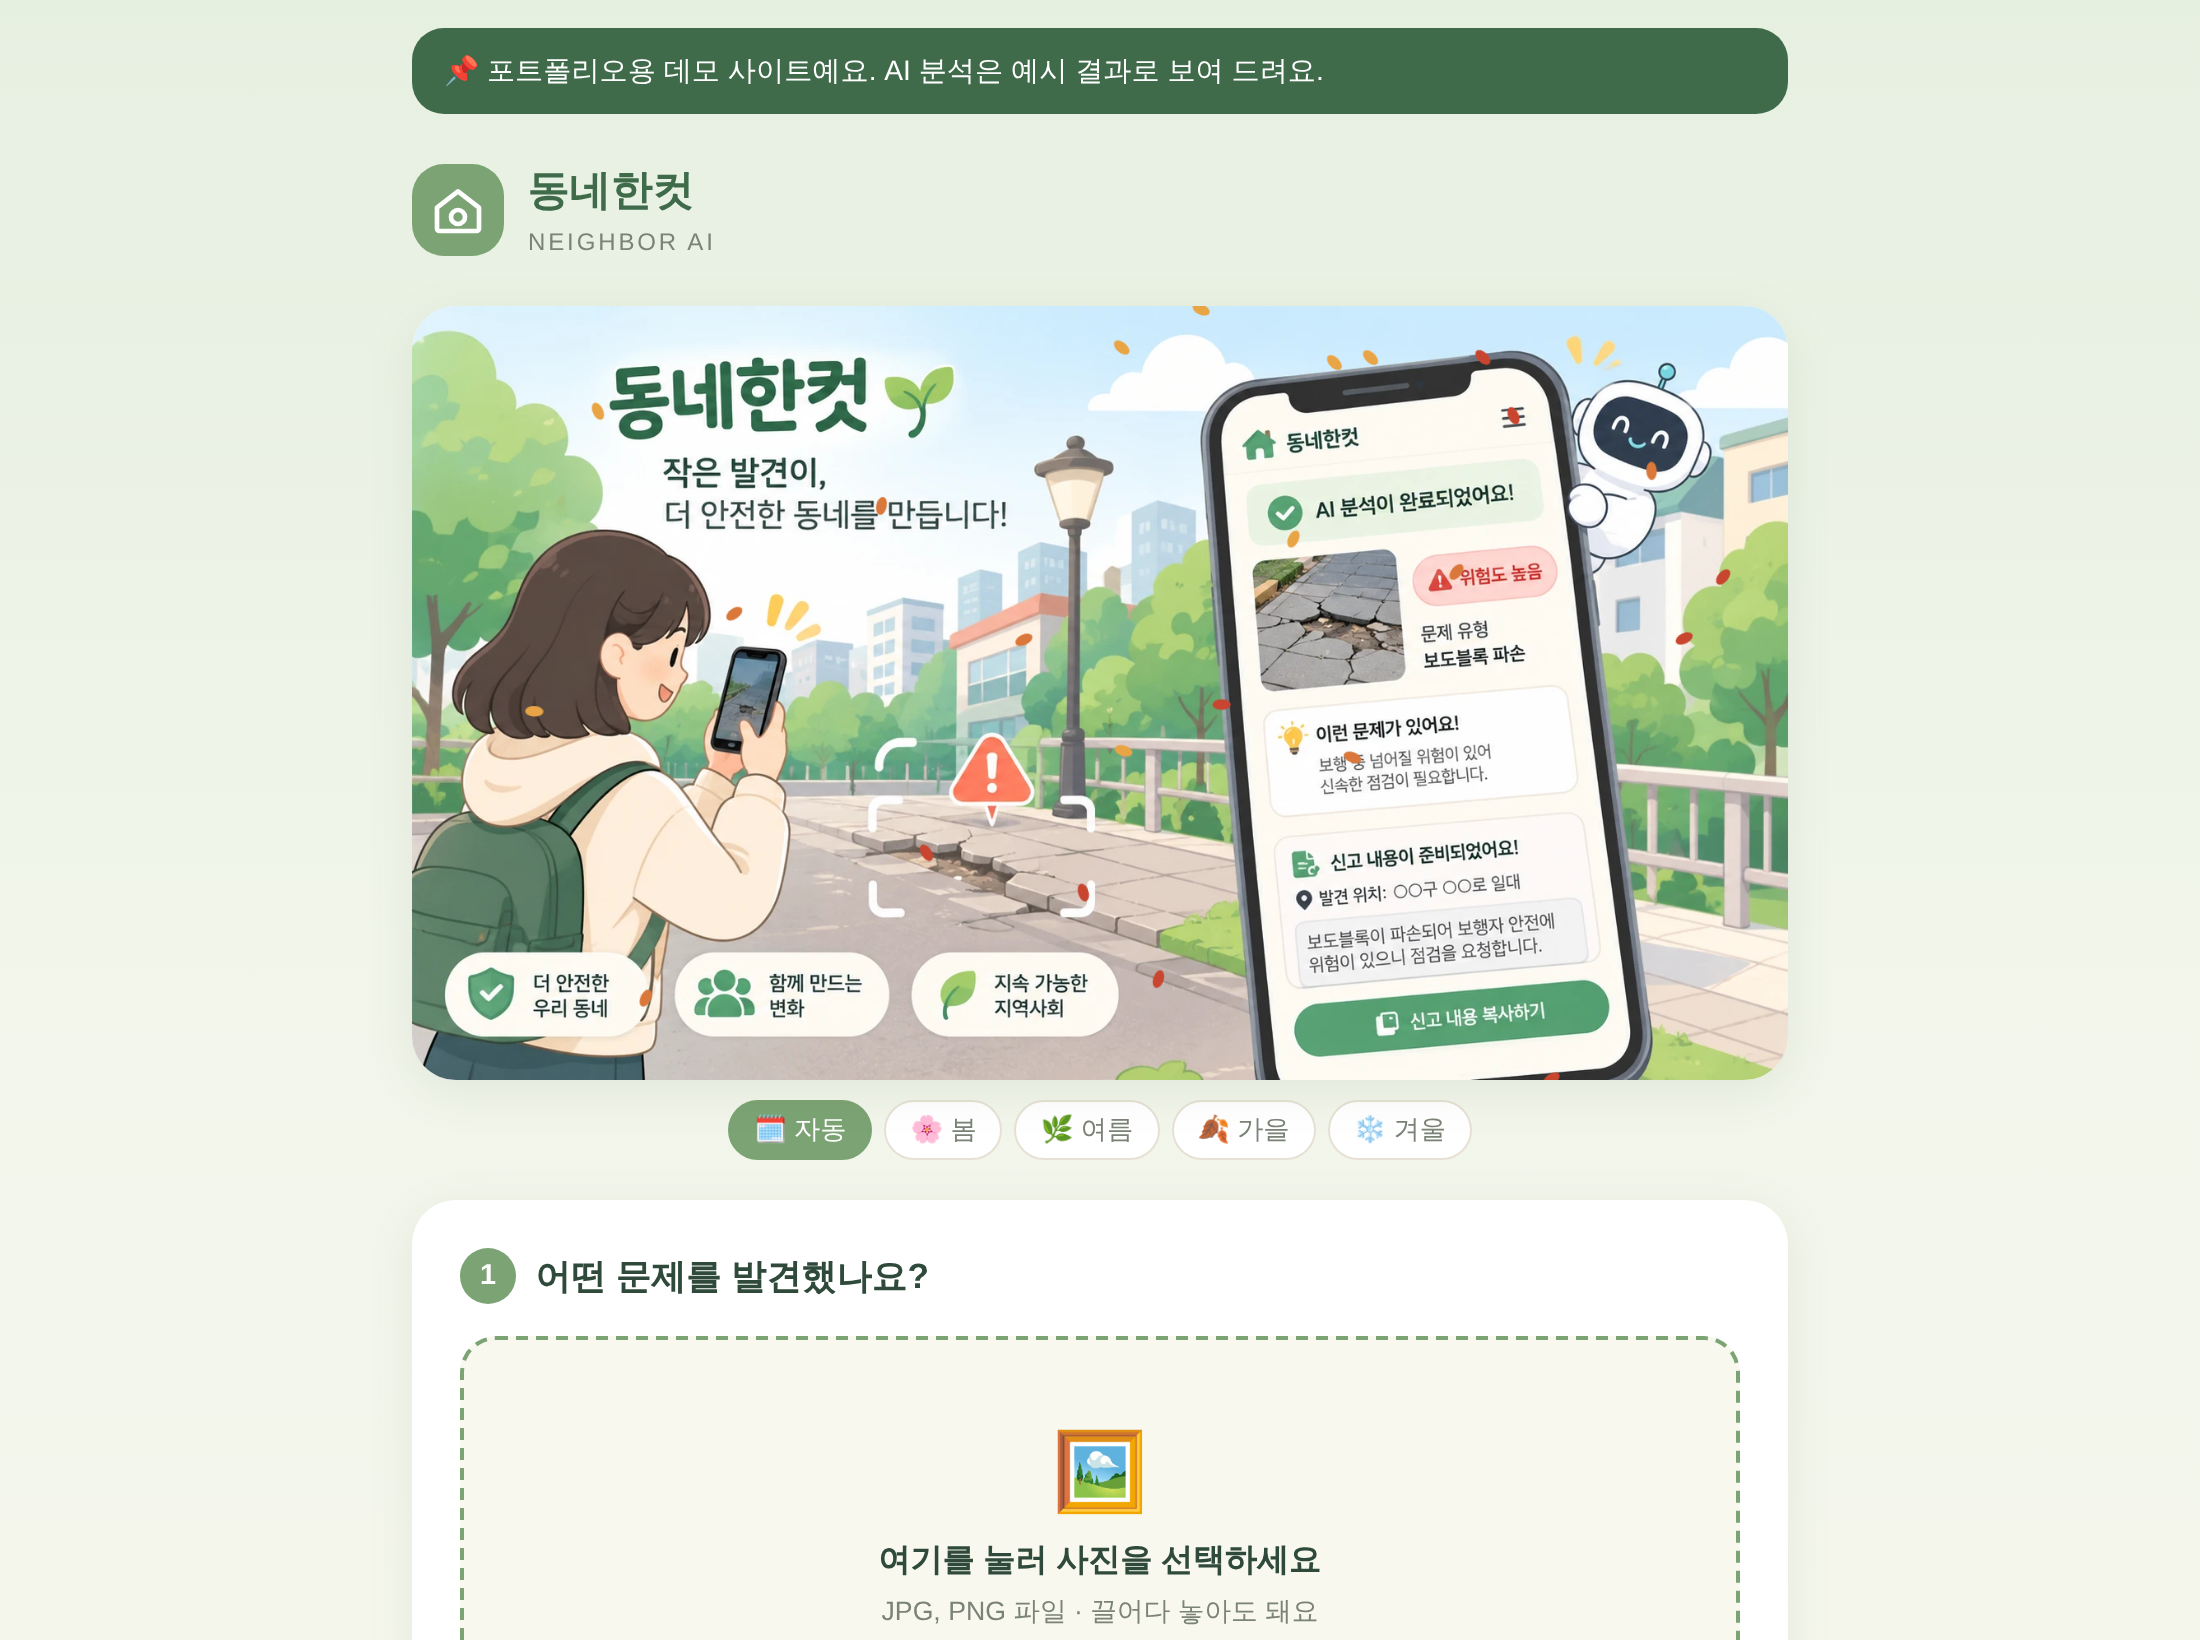 📌 포트폴리오용 데모 사이트예요. AI 분석은 예시 결과로 보여 드려요.
동네한컷
NEIGHBOR AI
동네한컷
작은 발견이,
더 안전한 동네를 만듭니다!
더 안전한
우리 동네
함께 만드는
변화
지속 가능한
지역사회
동네한컷
AI 분석이 완료되었어요!
위험도 높음
문제 유형
보도블록 파손
이런 문제가 있어요!
보행 중 넘어질 위험이 있어
신속한 점검이 필요합니다.
신고 내용이 준비되었어요!
발견 위치: ○○구 ○○로 일대
보도블록이 파손되어 보행자 안전에
위험이 있으니 점검을 요청합니다.
신고 내용 복사하기
🗓️ 자동 🌸 봄 🌿 여름 🍂 가을 ❄️ 겨울
1 어떤 문제를 발견했나요?
여기를 눌러 사진을 선택하세요
JPG, PNG 파일 · 끌어다 놓아도 돼요